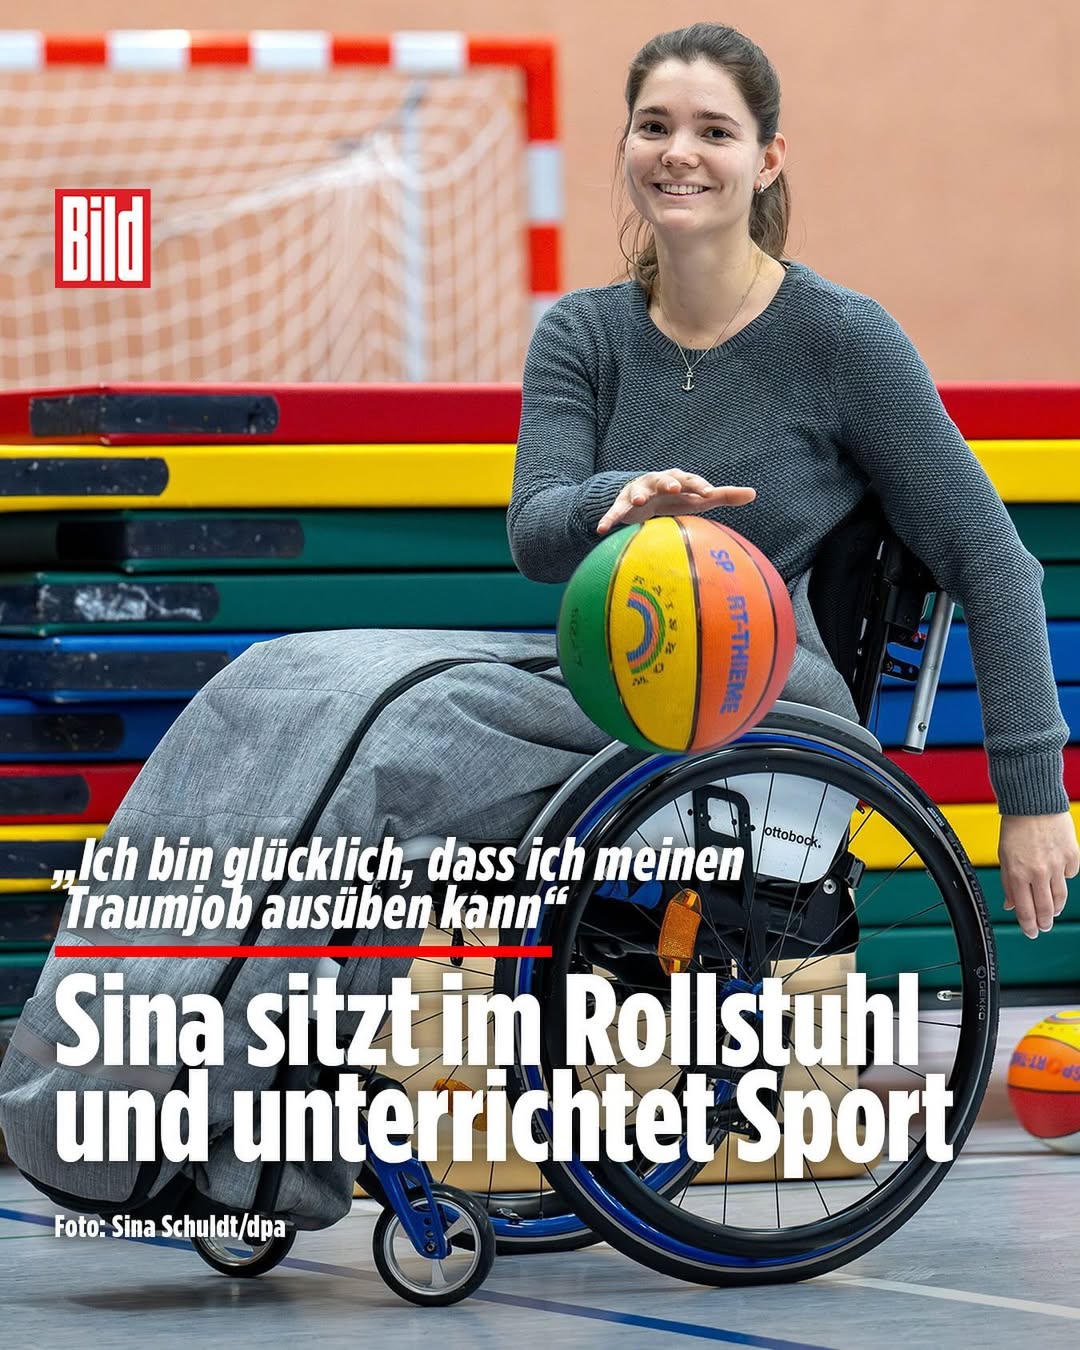 Bild
SPORT-THIEME
ottobock.
„Ich bin glücklich, dass ich meinen
Traumjob ausüben kann“
GEKKO
Sina sitzt im Rollstuhl
und unterrichtet Sport
Foto: Sina Schuldt/dpa